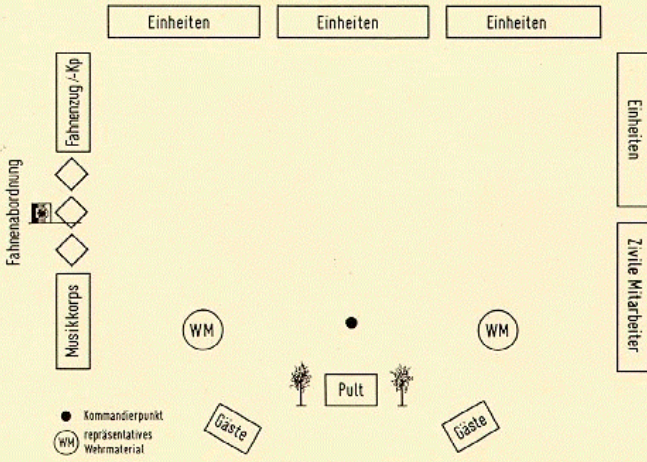 Einheiten
Einheiten
Einheiten
Fahnenzug /-Kp
Einheiten
Fahnenabordnung
Zivile Mitarbeiter
Musikkorps
WM
WM
Pult
Gäste
Gäste
Kommandierpunkt
WM
repräsentatives
Wehrmaterial